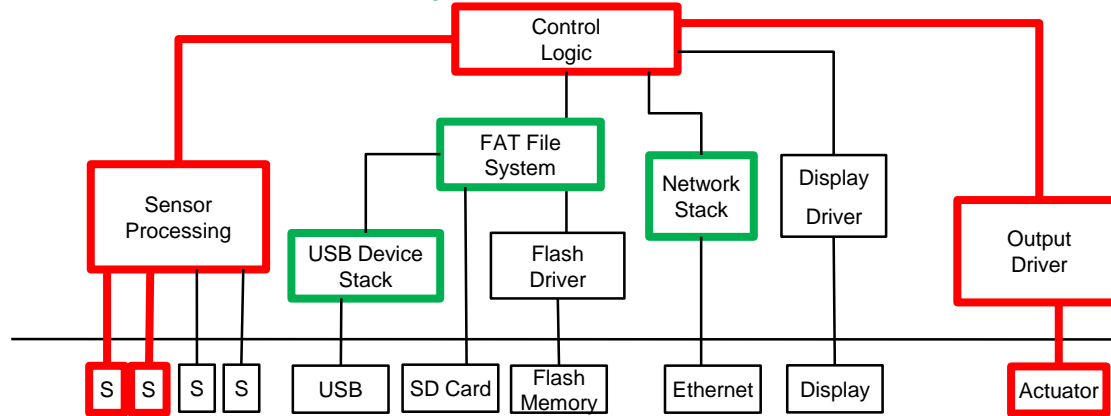 Control
Logic
FAT File
System
Sensor
Processing
Network
Stack
Display
Driver
USB Device
Stack
Flash
Driver
Output
Driver
S
S
S
S
USB
SD Card
Flash
Memory
Ethernet
Display
Actuator